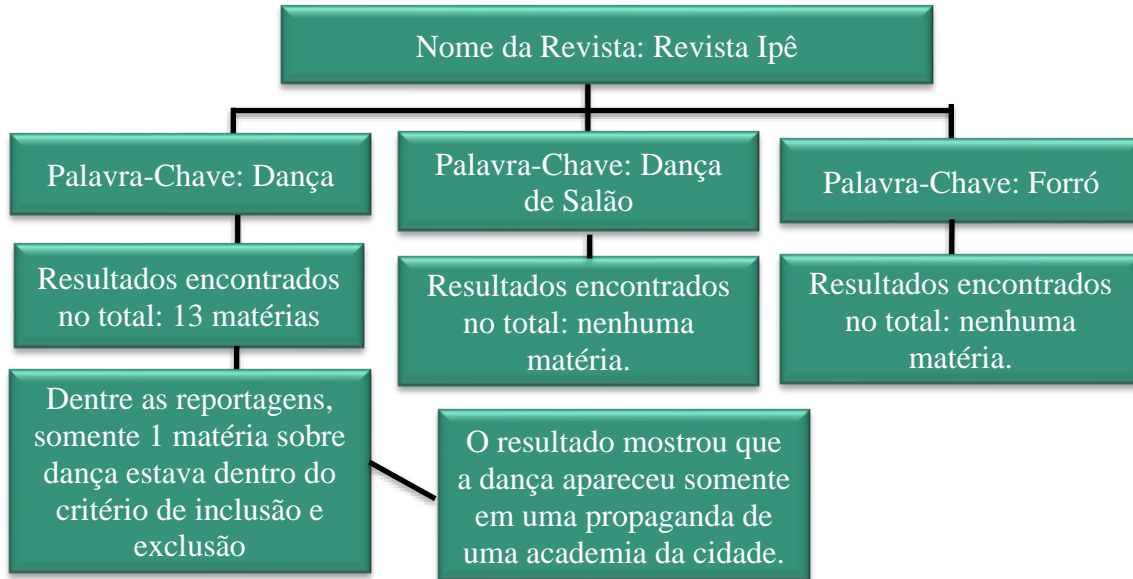 Nome da Revista: Revista Ipê
Palavra-Chave: Dança
Palavra-Chave: Dança
de Salão
Palavra-Chave: Forró
Resultados encontrados
no total: 13 matérias
Resultados encontrados
no total: nenhuma
matéria.
Resultados encontrados
no total: nenhuma
matéria.
Dentre as reportagens,
somente 1 matéria sobre
dança estava dentro do
critério de inclusão e
exclusão
O resultado mostrou que
a dança apareceu somente
em uma propaganda de
uma academia da cidade.